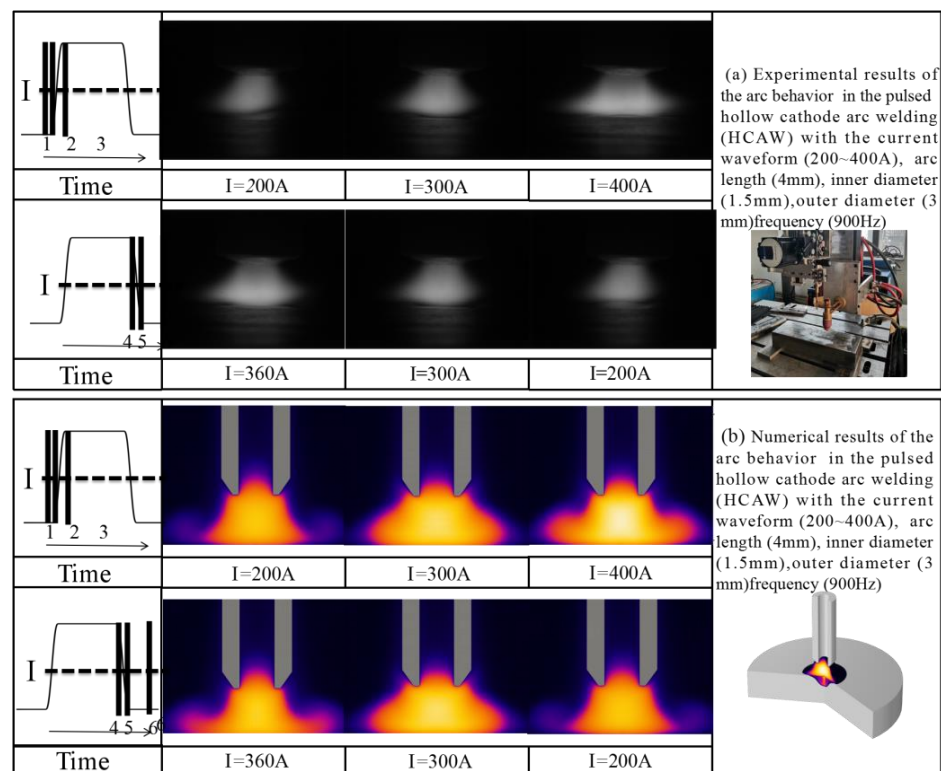 I
1 2 3
Time
I=200A
I=300A
I=400A
I
4 5
Time
I=360A
I=300A
I=200A
(a) Experimental results of
the arc behavior in the pulsed
hollow cathode arc welding
(HCAW) with the current
waveform (200~400A), arc
length (4mm), inner diameter
(1.5mm),outer diameter (3
mm)frequency (900Hz)
I
1 2 3
Time
I=200A
I=300A
I=400A
I
4 5 6
Time
I=360A
I=300A
I=200A
(b) Numerical results of the
arc behavior in the pulsed
hollow cathode arc welding
(HCAW) with the current
waveform (200~400A), arc
length (4mm), inner diameter
(1.5mm),outer diameter (3
mm)frequency (900Hz)